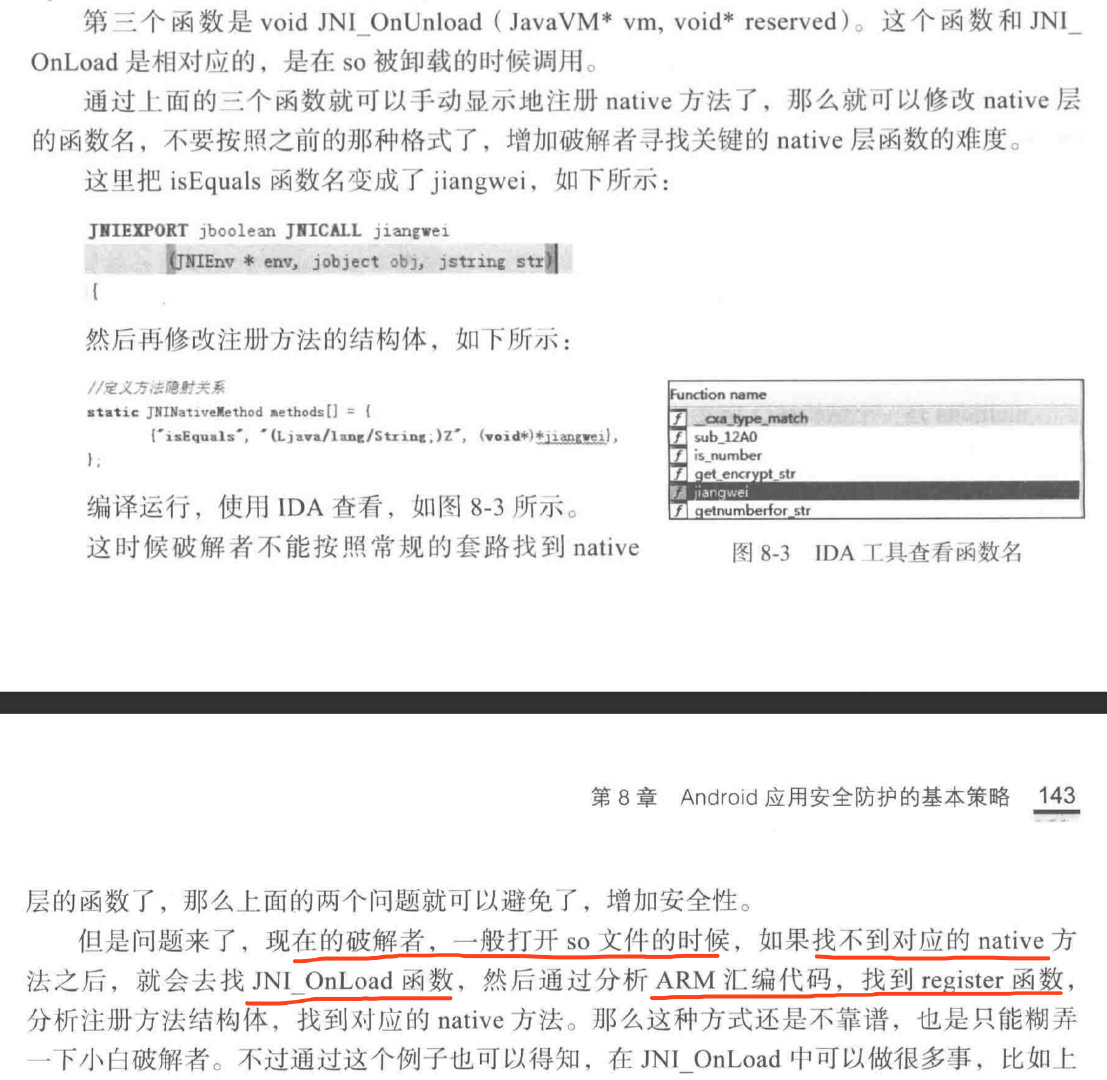 第三个函数是 void JNI_OnUnload（JavaVM* vm, void* reserved）。这个函数和 JNI_
OnLoad 是相对应的，是在 so 被卸载的时候调用。
通过上面的三个函数就可以手动显示地注册 native 方法了，那么就可以修改 native 层
的函数名，不要按照之前的那种格式了，增加破解者寻找关键的 native 层函数的难度。
这里把 isEquals 函数名变成了 jiangwei，如下所示：
JNIEXPORT jboolean JNICALL jiangwei
(JNIEnv * env, jobject obj, jstring str)
{
然后再修改注册方法的结构体，如下所示：
//定义方法隐射关系
static JNINativeMethod methods[] = {
{"isEquals", "(Ljava/lang/String;)Z", (void*)*jiangwei},
};
编译运行，使用 IDA 查看，如图 8-3 所示。
这时候破解者不能按照常规的套路找到 native
Function name
f __cxa_type_match
f sub_12A0
f is_number
f get_encrypt_str
f jiangwei
f getnumberfor_str
图 8-3 IDA 工具查看函数名
第 8 章 Android 应用安全防护的基本策略 143
层的函数了，那么上面的两个问题就可以避免了，增加安全性。
但是问题来了，现在的破解者，一般打开 so 文件的时候，如果找不到对应的 native 方
法之后，就会去找 JNI_OnLoad 函数，然后通过分析 ARM 汇编代码，找到 register 函数，
分析注册方法结构体，找到对应的 native 方法。那么这种方式还是不靠谱，也是只能糊弄
一下小白破解者。不过通过这个例子也可以得知，在 JNI_OnLoad 中可以做很多事，比如上